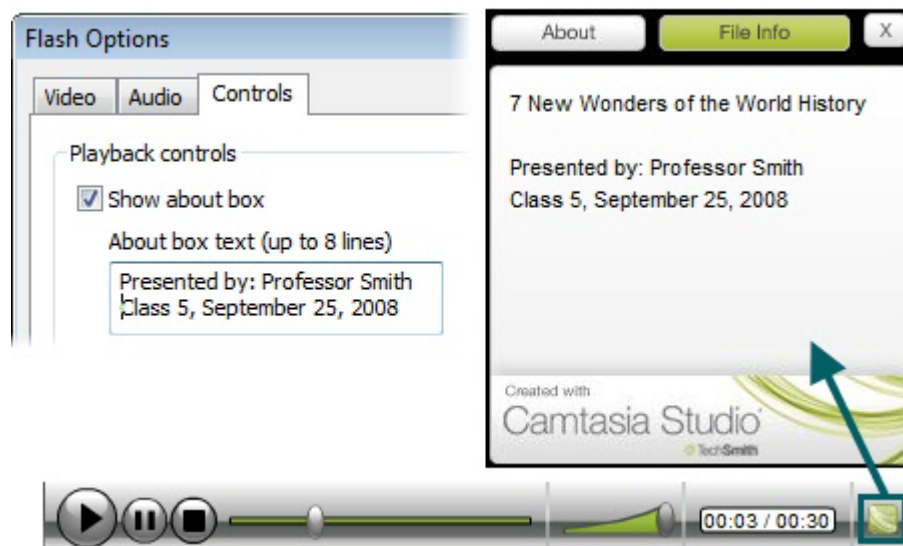 Flash Options
Video Audio Controls
Playback controls
Show about box
About box text (up to 8 lines)
Presented by: Professor Smith
Class 5, September 25, 2008
About File Info X
7 New Wonders of the World History
Presented by: Professor Smith
Class 5, September 25, 2008
Created with
Camtasia Studio
TechSmith
00:03 / 00:30